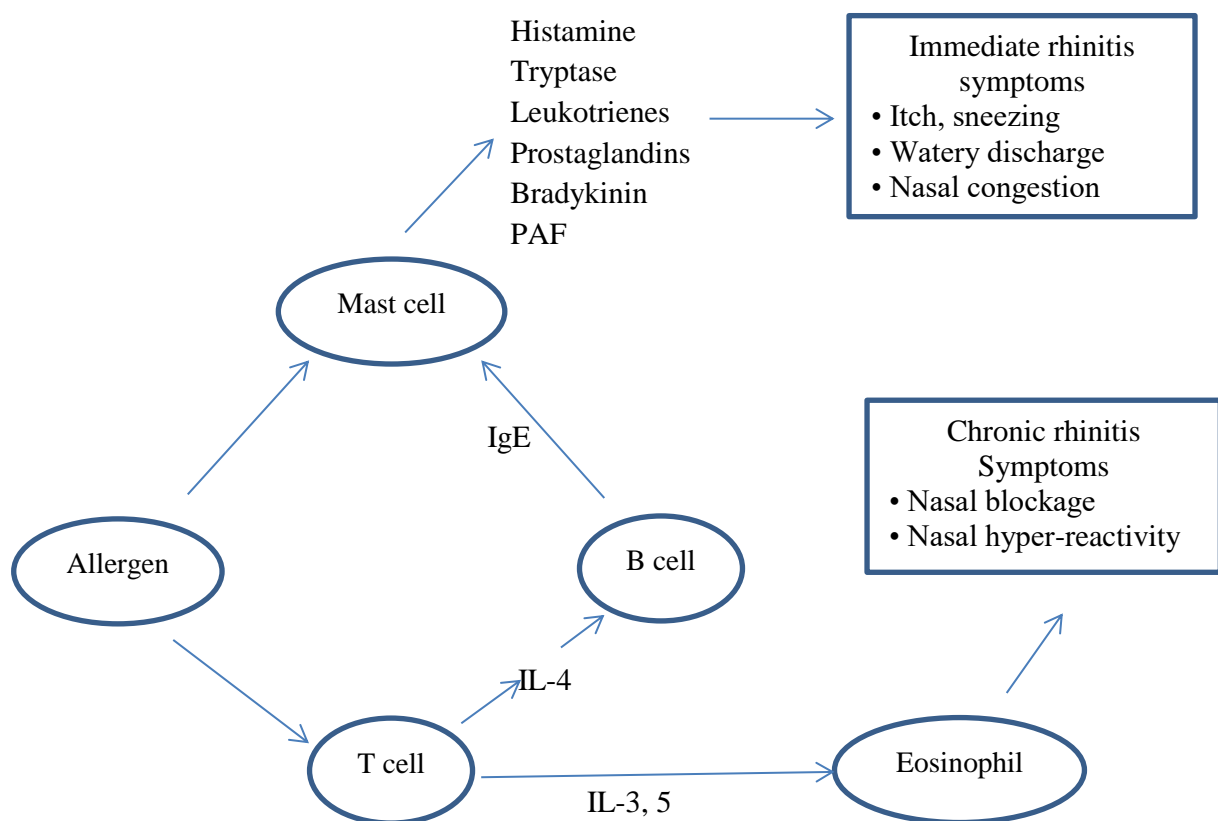 Histamine
Tryptase
Leukotrienes
Prostaglandins
Bradykinin
PAF
Immediate rhinitis
symptoms
• Itch, sneezing
• Watery discharge
• Nasal congestion
Mast cell
IgE
Chronic rhinitis
Symptoms
• Nasal blockage
• Nasal hyper-reactivity
Allergen
B cell
IL-4
T cell
Eosinophil
IL-3, 5